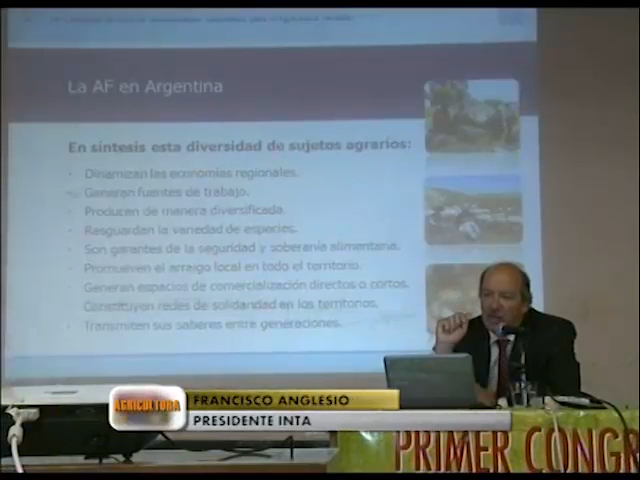 La AF en Argentina
En síntesis esta diversidad de sujetos agrarios:
Dinamizan las economías regionales.
Generan fuentes de trabajo.
Producen de manera diversificada.
Resguardan la variedad de especies.
Son garantes de la seguridad y soberanía alimentaria.
Promueven el arraigo local en todo el territorio.
Generan espacios de comercialización directos o cortos.
Constituyen redes de solidaridad en los territorios.
Transmiten sus saberes entre generaciones.
AGRICULTURA
FRANCISCO ANGLESIO
PRESIDENTE INTA
PRIMER CONGR